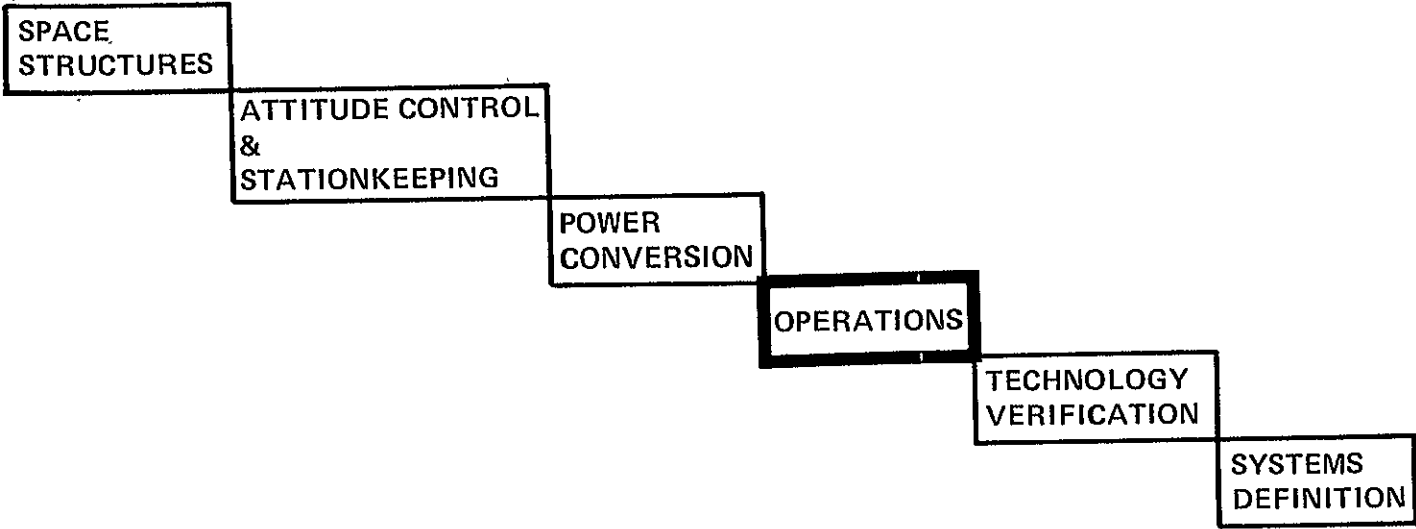 SPACE
STRUCTURES
ATTITUDE CONTROL
&
STATIONKEEPING
POWER
CONVERSION
OPERATIONS
TECHNOLOGY
VERIFICATION
SYSTEMS
DEFINITION